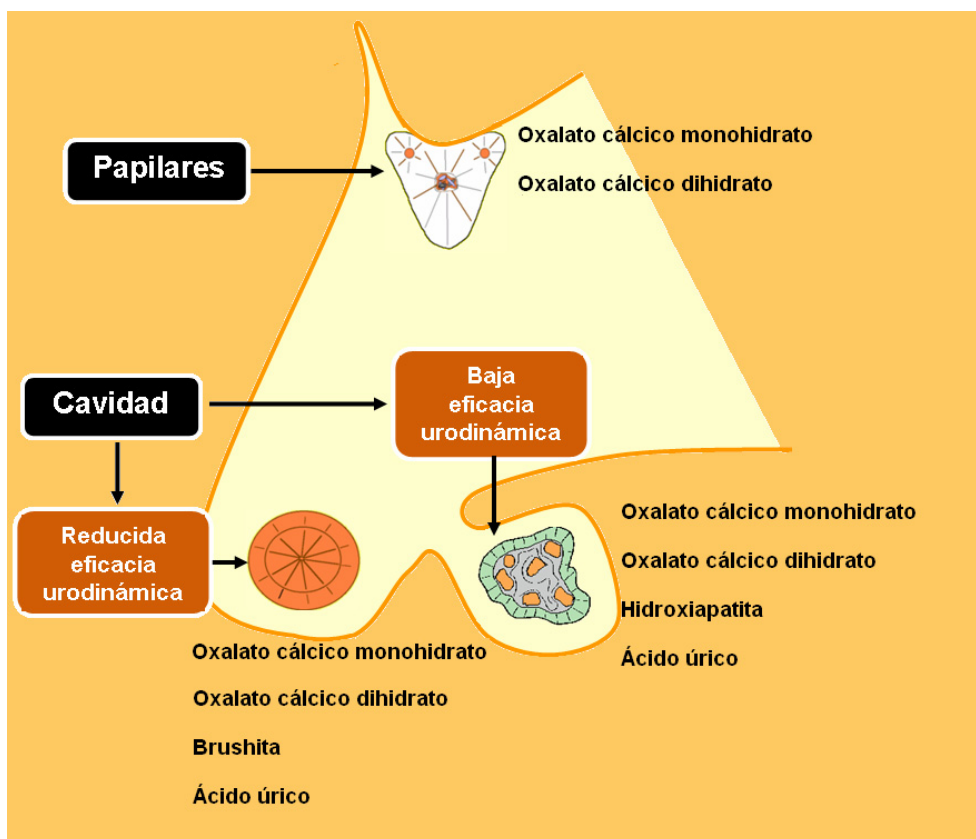 Papilares
Oxalato cálcico monohidrato
Oxalato cálcico dihidrato
Cavidad
Baja
eficacia
urodinámica
Reducida
eficacia
urodinámica
Oxalato cálcico monohidrato
Oxalato cálcico dihidrato
Hidroxiapatita
Ácido úrico
Oxalato cálcico monohidrato
Oxalato cálcico dihidrato
Brushita
Ácido úrico